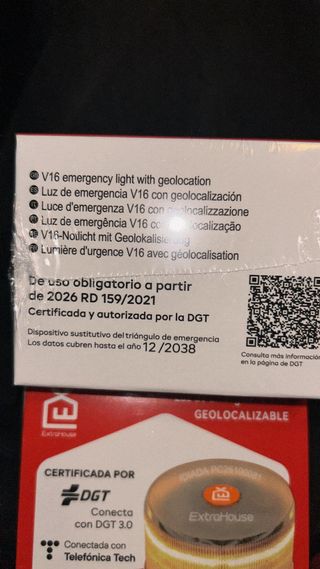 V16 emergency light with geolocation
Luz de emergencia V16 con geolocalización
Luce d'emergenza V16 con geolocalizzazione
Luz de emergência V16 com geolocalização
V16-Notlicht mit Geolokalisierung
Lumière d'urgence V16 avec géolocalisation
De uso obligatorio a partir
de 2026 RD 159/2021
Certificada y autorizada por la DGT
Dispositivo sustitutivo del triángulo de emergencia
Los datos cubren hasta el año 12/2038
Consulta más información
en la página de DGT
GEOLOCALIZABLE
ExtraHouse
CERTIFICADA POR
DGT
Conecta
con DGT 3.0
Conectada con
Telefónica Tech
ExtraHouse